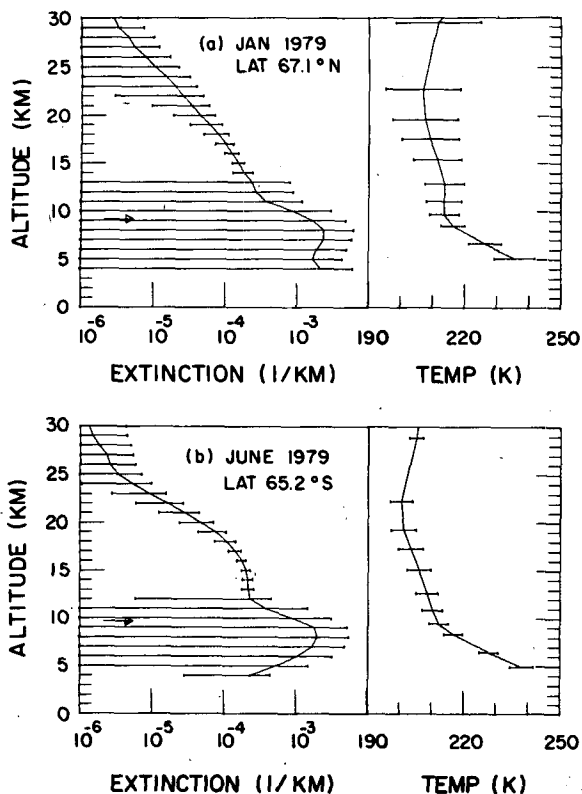 (a) JAN 1979
LAT 67.1°N
ALTITUDE (KM)
30
25
20
15
10
5
0
10-6 10-5 10-4 10-3 190 220 250
EXTINCTION (1/KM) TEMP (K)
(b) JUNE 1979
LAT 65.2°S
ALTITUDE (KM)
30
25
20
15
10
5
0
10-6 10-5 10-4 10-3 190 220 250
EXTINCTION (1/KM) TEMP (K)